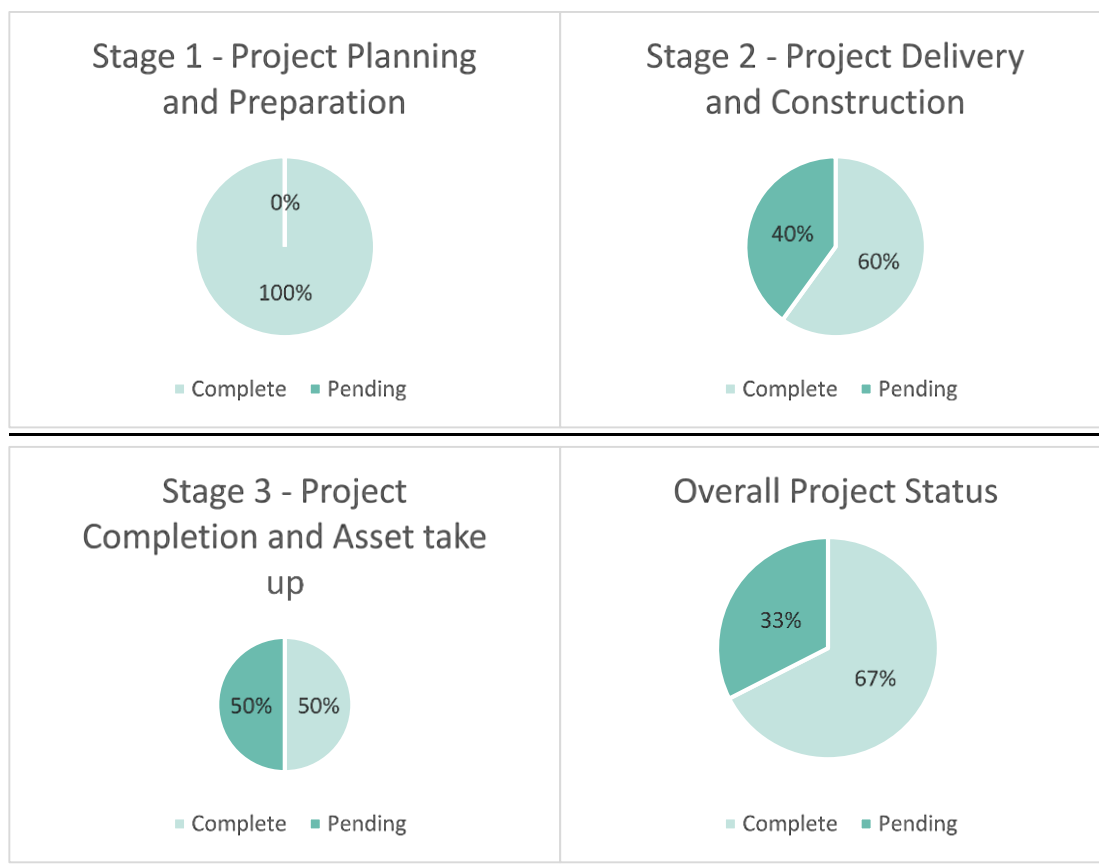 Stage 1 - Project Planning
and Preparation
0%
100%
Complete Pending
Stage 2 - Project Delivery
and Construction
40%
60%
Complete Pending
Stage 3 - Project
Completion and Asset take
up
50% 50%
Complete Pending
Overall Project Status
33%
67%
Complete Pending